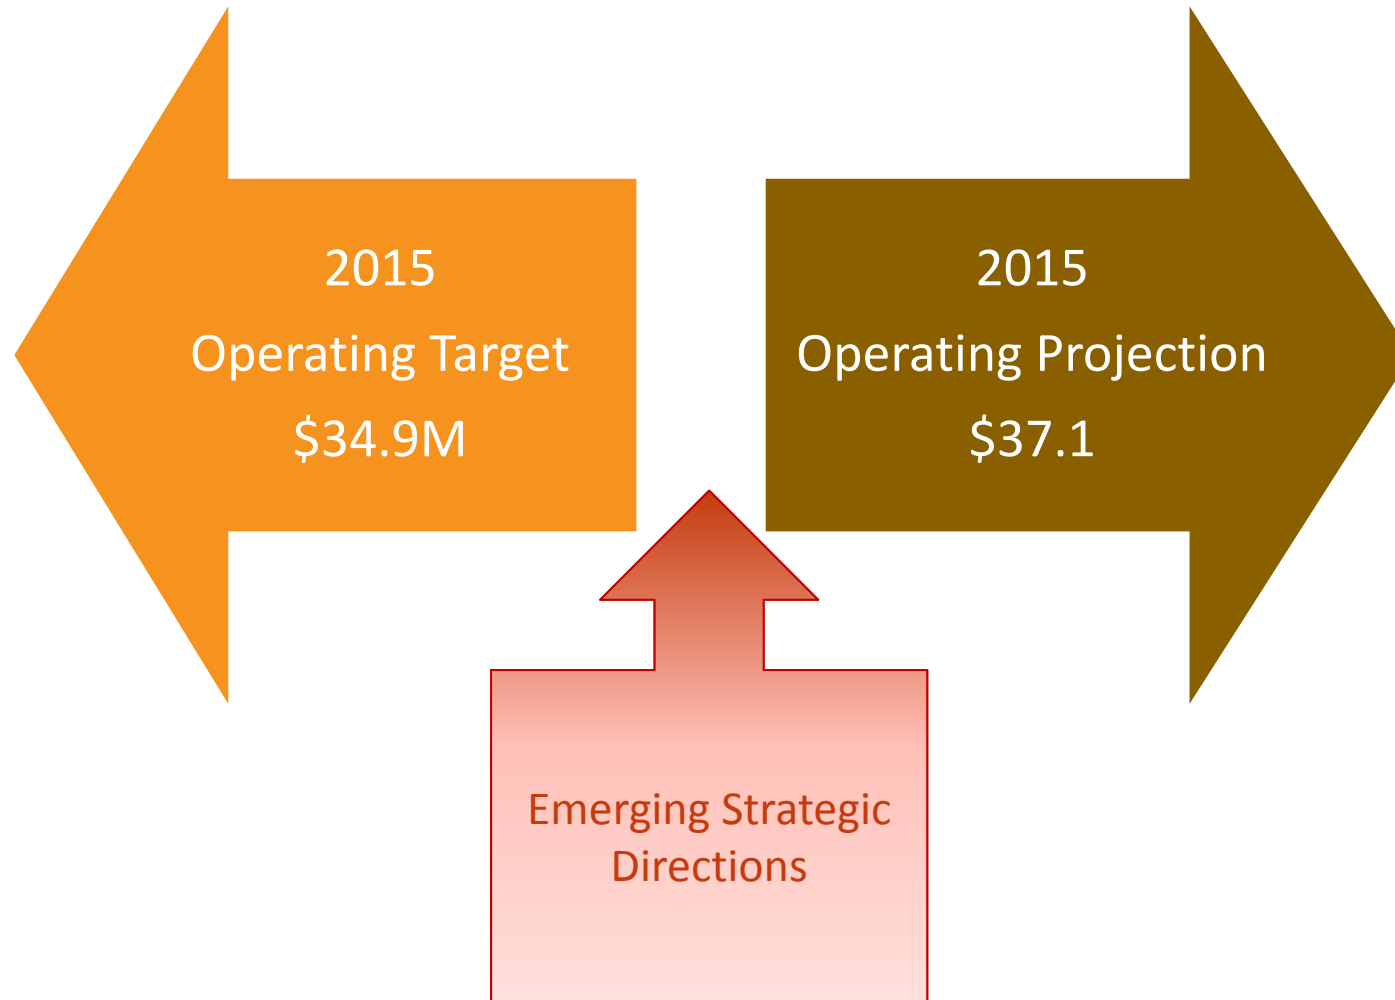 2015
Operating Target
$34.9M
2015
Operating Projection
$37.1
Emerging Strategic
Directions